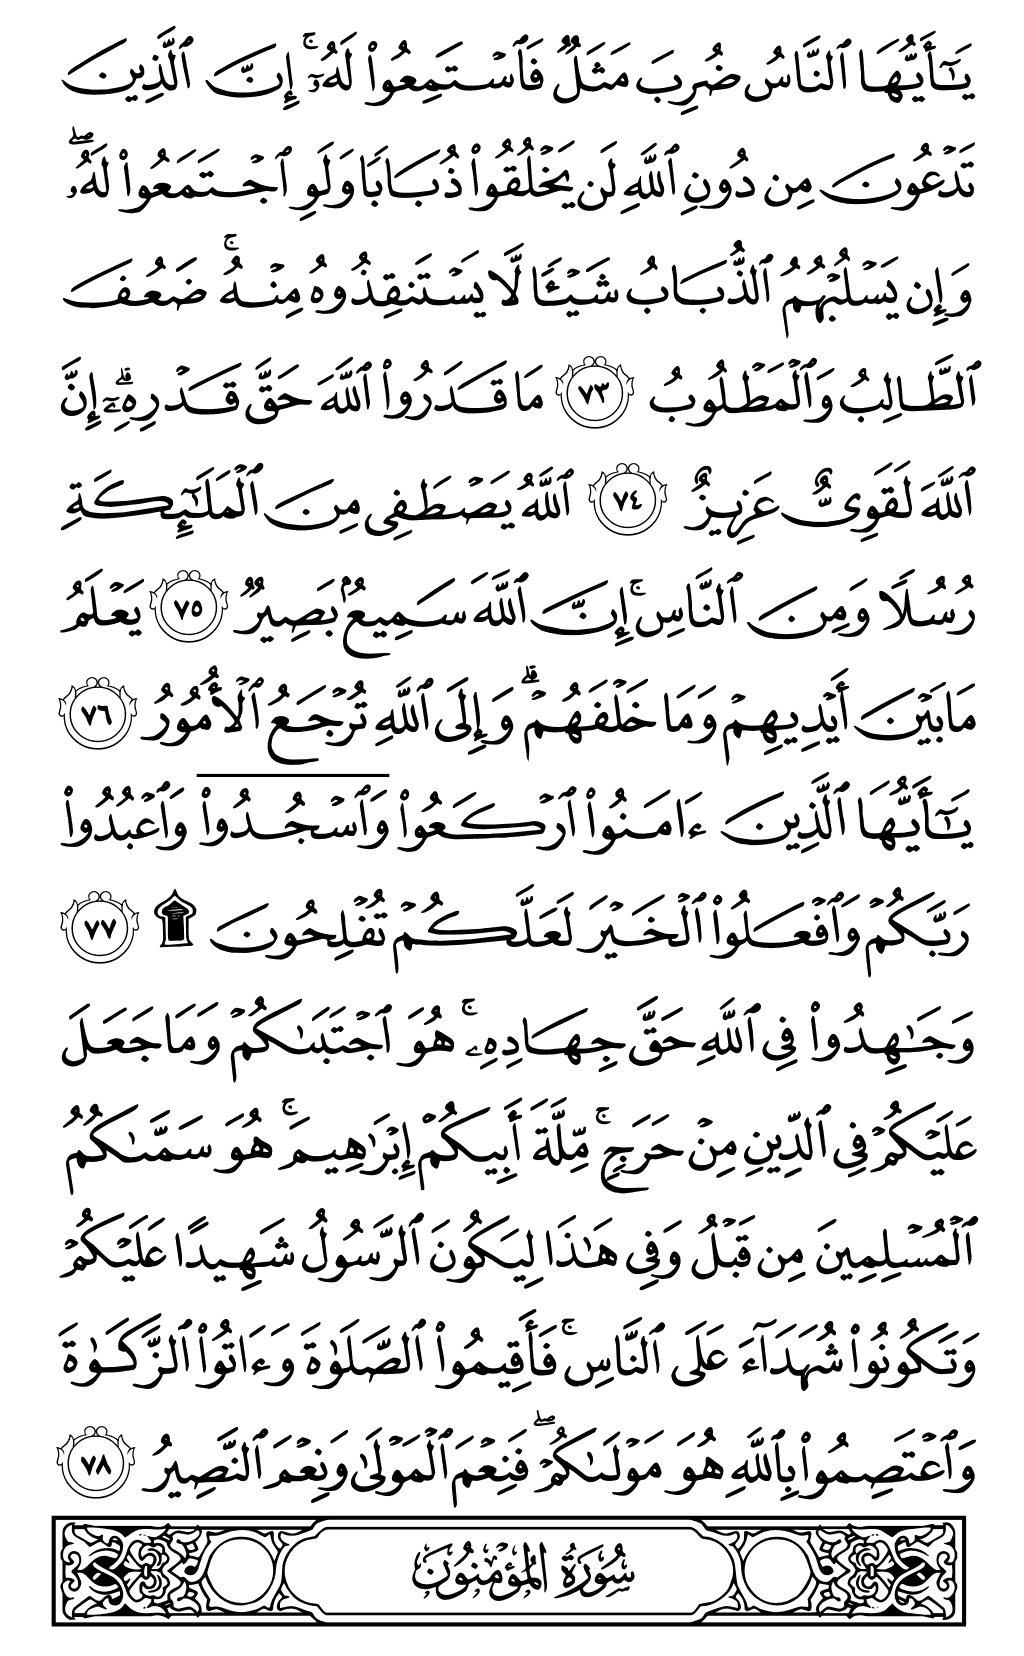 يَـٰٓأَيُّهَا ٱلنَّاسُ ضُرِبَ مَثَلٌۭ فَٱسْتَمِعُوا۟ لَهُۥٓ ۚ إِنَّ ٱلَّذِينَ
تَدْعُونَ مِن دُونِ ٱللَّهِ لَن يَخْلُقُوا۟ ذُبَابًۭا وَلَوِ ٱجْتَمَعُوا۟ لَهُۥ ۖ
وَإِن يَسْلُبْهُمُ ٱلذُّبَابُ شَيْـًۭٔا لَّا يَسْتَنقِذُوهُ مِنْهُ ۚ ضَعُفَ
ٱلطَّالِبُ وَٱلْمَطْلُوبُ ٧٣ مَا قَدَرُوا۟ ٱللَّهَ حَقَّ قَدْرِهِۦٓ ۗ إِنَّ
ٱللَّهَ لَقَوِىٌّ عَزِيزٌ ٧٤ ٱللَّهُ يَصْطَفِى مِنَ ٱلْمَلَـٰٓئِكَةِ
رُسُلًۭا وَمِنَ ٱلنَّاسِ ۚ إِنَّ ٱللَّهَ سَمِيعٌۢ بَصِيرٌۭ ٧٥ يَعْلَمُ
مَا بَيْنَ أَيْدِيهِمْ وَمَا خَلْفَهُمْ ۗ وَإِلَى ٱللَّهِ تُرْجَعُ ٱلْأُمُورُ ٧٦
يَـٰٓأَيُّهَا ٱلَّذِينَ ءَامَنُوا۟ ٱرْكَعُوا۟ وَٱسْجُدُوا۟ وَٱعْبُدُوا۟
رَبَّكُمْ وَٱفْعَلُوا۟ ٱلْخَيْرَ لَعَلَّكُمْ تُفْلِحُونَ ۩ ٧٧
وَجَـٰهِدُوا۟ فِى ٱللَّهِ حَقَّ جِهَادِهِۦ ۚ هُوَ ٱجْتَبَىٰكُمْ وَمَا جَعَلَ
عَلَيْكُمْ فِى ٱلدِّينِ مِنْ حَرَجٍۢ ۚ مِّلَّةَ أَبِيكُمْ إِبْرَٰهِيمَ ۚ هُوَ سَمَّىٰكُمُ
ٱلْمُسْلِمِينَ مِن قَبْلُ وَفِى هَـٰذَا لِيَكُونَ ٱلرَّسُولُ شَهِيدًا عَلَيْكُمْ
وَتَكُونُوا۟ شُهَدَآءَ عَلَى ٱلنَّاسِ ۚ فَأَقِيمُوا۟ ٱلصَّلَوٰةَ وَءَاتُوا۟ ٱلزَّكَوٰةَ
وَٱعْتَصِمُوا۟ بِٱللَّهِ هُوَ مَوْلَىٰكُمْ ۖ فَنِعْمَ ٱلْمَوْلَىٰ وَنِعْمَ ٱلنَّصِيرُ ٧٨
سُورَةُ المُؤْمِنُونَ